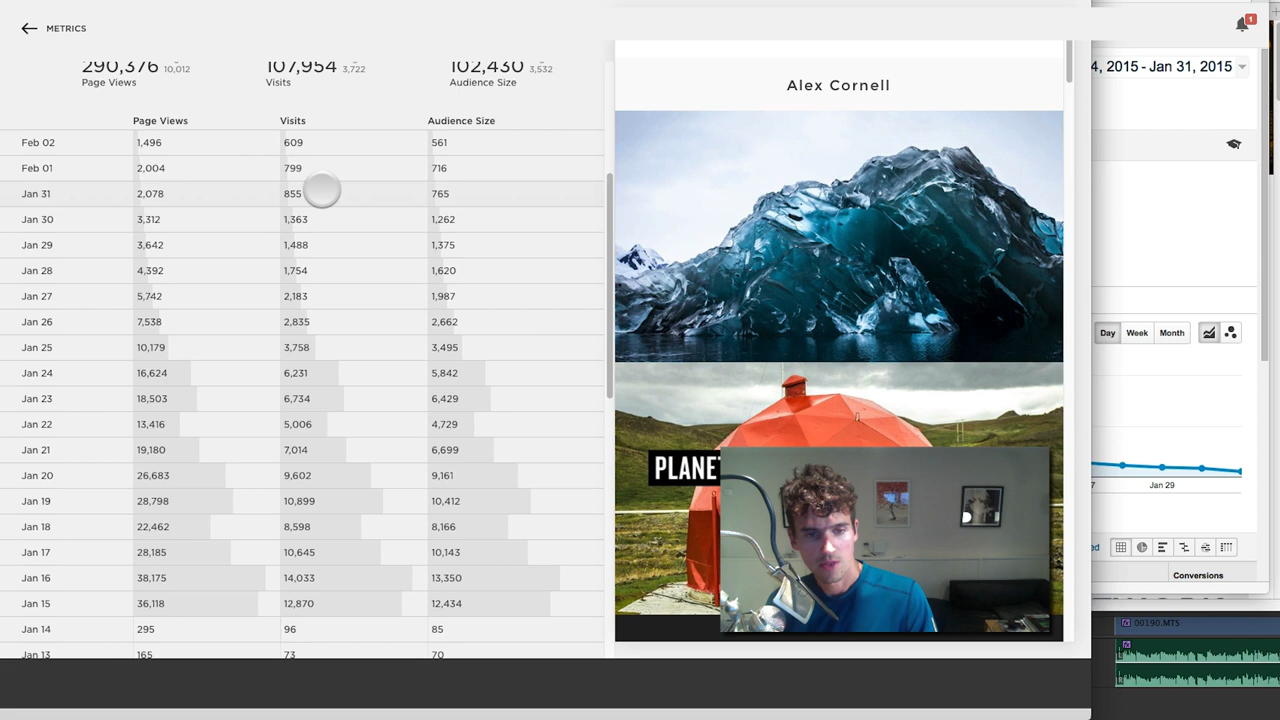 METRICS
1
290,376 10,012 107,954 3,722 102,430 3,532
Page Views Visits Audience Size
Page Views Visits Audience Size
Feb 02 1,496 609 561
Feb 01 2,004 799 716
Jan 31 2,078 855 765
Jan 30 3,312 1,363 1,262
Jan 29 3,642 1,488 1,375
Jan 28 4,392 1,754 1,620
Jan 27 5,742 2,183 1,987
Jan 26 7,538 2,835 2,662
Jan 25 10,179 3,758 3,495
Jan 24 16,624 6,231 5,842
Jan 23 18,503 6,734 6,429
Jan 22 13,416 5,006 4,729
Jan 21 19,180 7,014 6,699
Jan 20 26,683 9,602 9,161
Jan 19 28,798 10,899 10,412
Jan 18 22,462 8,598 8,166
Jan 17 28,185 10,645 10,143
Jan 16 38,175 14,033 13,350
Jan 15 36,118 12,870 12,434
Jan 14 295 96 85
Jan 13 165 73 70
Alex Cornell
PLANET
4, 2015 - Jan 31, 2015
Day Week Month
7 Jan 29
ed
Conversions
00190.MTS